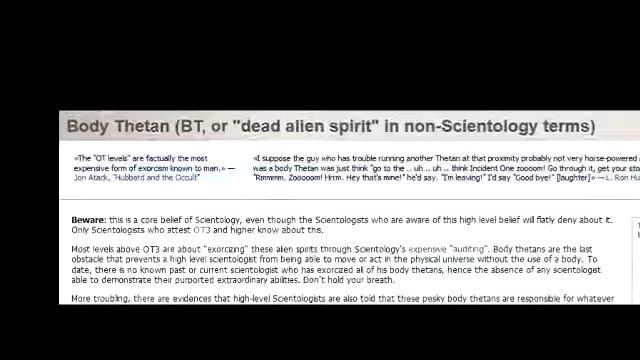 Body Thetan (BT, or "dead alien spirit" in non-Scientology terms)
«The "OT levels" are factually the most
expensive form of exorcism known to man.» —
Jon Atack, "Hubbard and the Occult"
«I suppose the guy who has trouble running another Thetan at that proximity probably not very horse-powered
was a body Thetan was just think "go to the .. uh .. uh .. think Incident One zoooom! Go through it, get your
"Rmmmm. Zooooom! Hrrm. Hey that's mine!" he'd say. "I'm leaving!" I'd say "Good bye!" [laughter]» — L. Ron
Beware: this is a core belief of Scientology, even though the Scientologists who are aware of this high level belief will flatly deny about it.
Only Scientologists who attest OT3 and higher know about this.
Most levels above OT3 are about "exorcizing" these alien spirits through Scientology's expensive "auditing". Body thetans are the last
obstacle that prevents a high level scientologist from being able to move or act in the physical universe without the use of a body. To
date, there is no known past or current scientologist who has exorcized all of his body thetans, hence the absence of any scientologist
able to demonstrate their purported extraordinary abilities. Don't hold your breath.
More troubling, there are evidences that high-level Scientologists are also told that these pesky body thetans are responsible for whatever